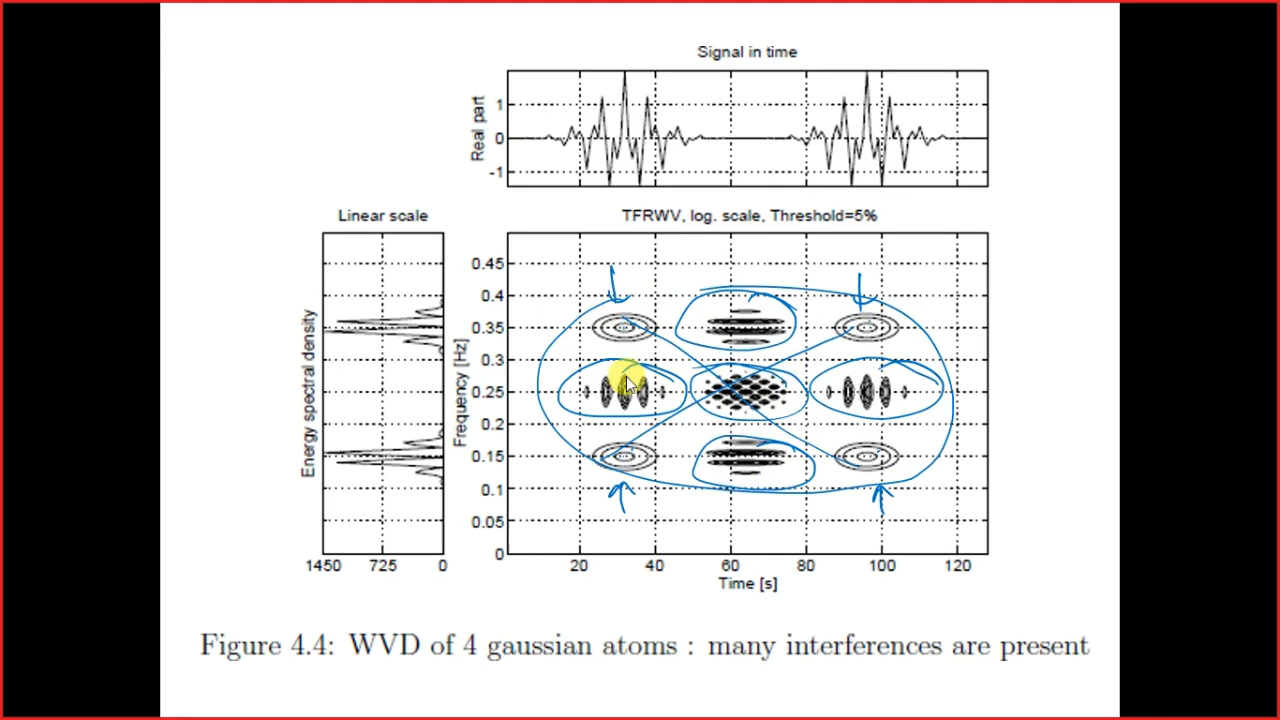 Signal in time
Real part
1
0
-1
Linear scale
TFRWV, log. scale, Threshold=5%
Energy spectral density
1450 725 0
Frequency [Hz]
0.45
0.4
0.35
0.3
0.25
0.2
0.15
0.1
0.05
0
20 40 60 80 100 120
Time [s]
Figure 4.4: WVD of 4 gaussian atoms : many interferences are present